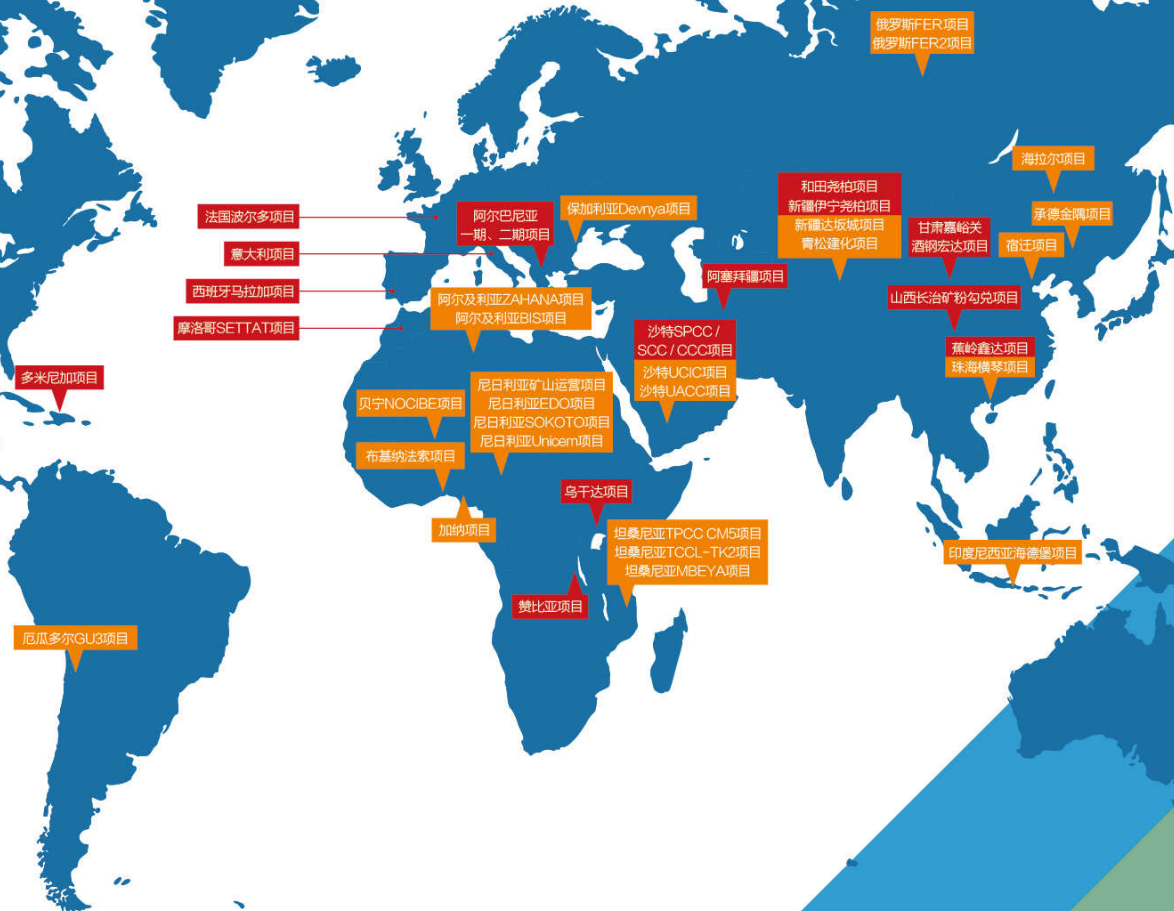 俄罗斯FER项目
俄罗斯FER2项目
海拉尔项目
和田尧柏项目
新疆伊宁尧柏项目
新疆达坂城项目
青松建化项目
法国波尔多项目
阿尔巴尼亚
一期、二期项目
保加利亚Devnya项目
甘肃嘉峪关
酒钢宏达项目
承德金隅项目
宿迁项目
意大利项目
阿塞拜疆项目
西班牙马拉加项目
阿尔及利亚ZAHANA项目
阿尔及利亚BIS项目
山西长治矿粉勾兑项目
摩洛哥SETTAT项目
沙特SPCC /
SCC / CCC项目
沙特UCIC项目
沙特UACC项目
蕉岭鑫达项目
珠海横琴项目
多米尼加项目
贝宁NOCIBE项目
尼日利亚矿山运营项目
尼日利亚EDO项目
尼日利亚SOKOTO项目
尼日利亚Unicem项目
布基纳法索项目
乌干达项目
加纳项目
坦桑尼亚TPCC CM5项目
坦桑尼亚TCCL-TK2项目
坦桑尼亚MBEYA项目
印度尼西亚海德堡项目
赞比亚项目
厄瓜多尔GU3项目